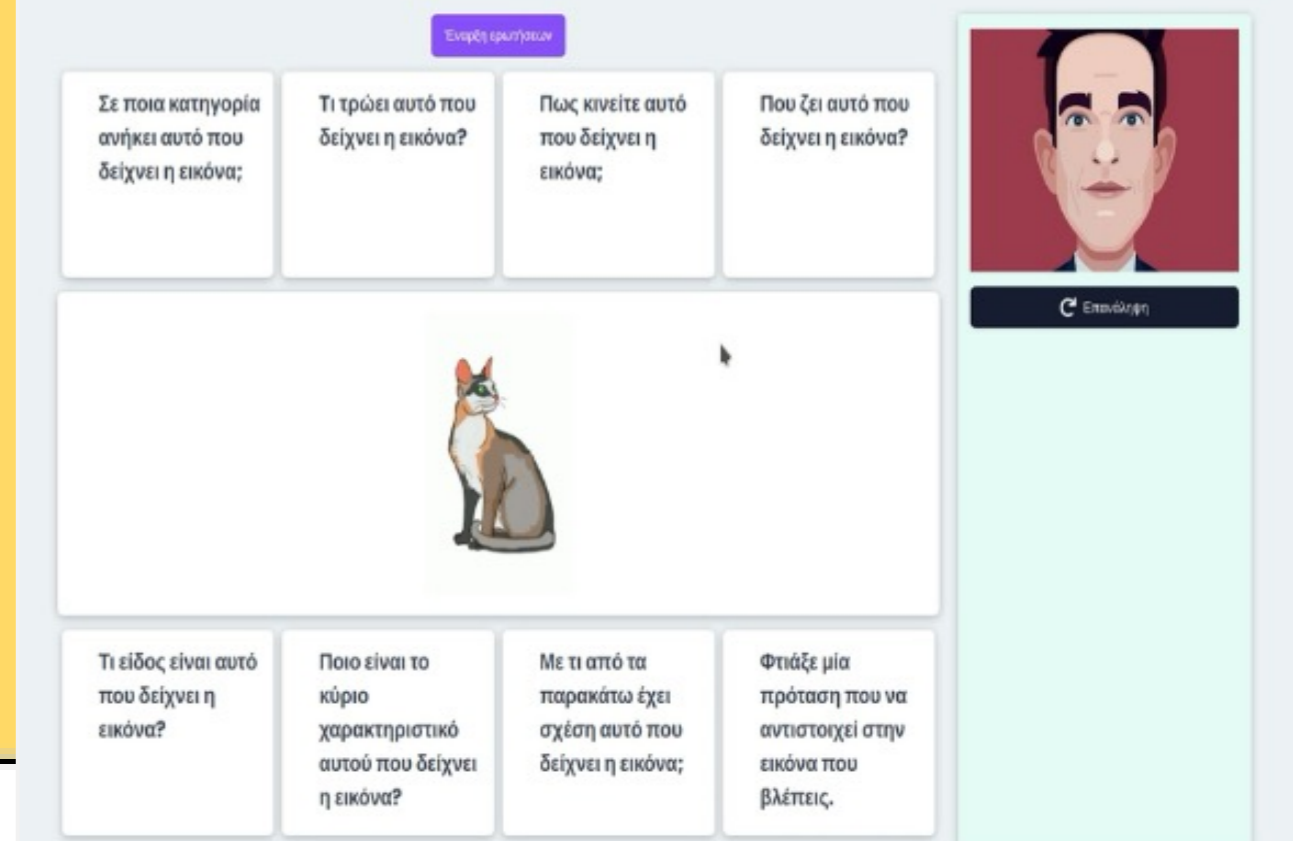 Έναρξη ερωτήσεων
Σε ποια κατηγορία
ανήκει αυτό που
δείχνει η εικόνα;
Τι τρώει αυτό που
δείχνει η εικόνα?
Πως κινείτε αυτό
που δείχνει η
εικόνα;
Που ζει αυτό που
δείχνει η εικόνα?
Επανάληψη
Τι είδος είναι αυτό
που δείχνει η
εικόνα?
Ποιο είναι το
κύριο
χαρακτηριστικό
αυτού που δείχνει
η εικόνα?
Με τι από τα
παρακάτω έχει
σχέση αυτό που
δείχνει η εικόνα;
Φτιάξε μία
πρόταση που να
αντιστοιχεί στην
εικόνα που
βλέπεις.